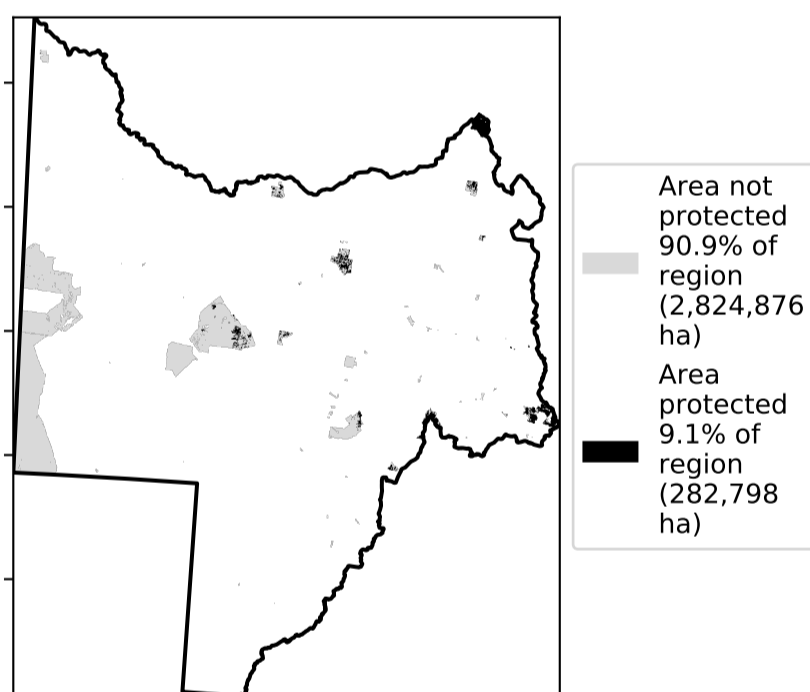 Area not
protected
90.9% of
region
(2,824,876
ha)
Area
protected
9.1% of
region
(282,798
ha)